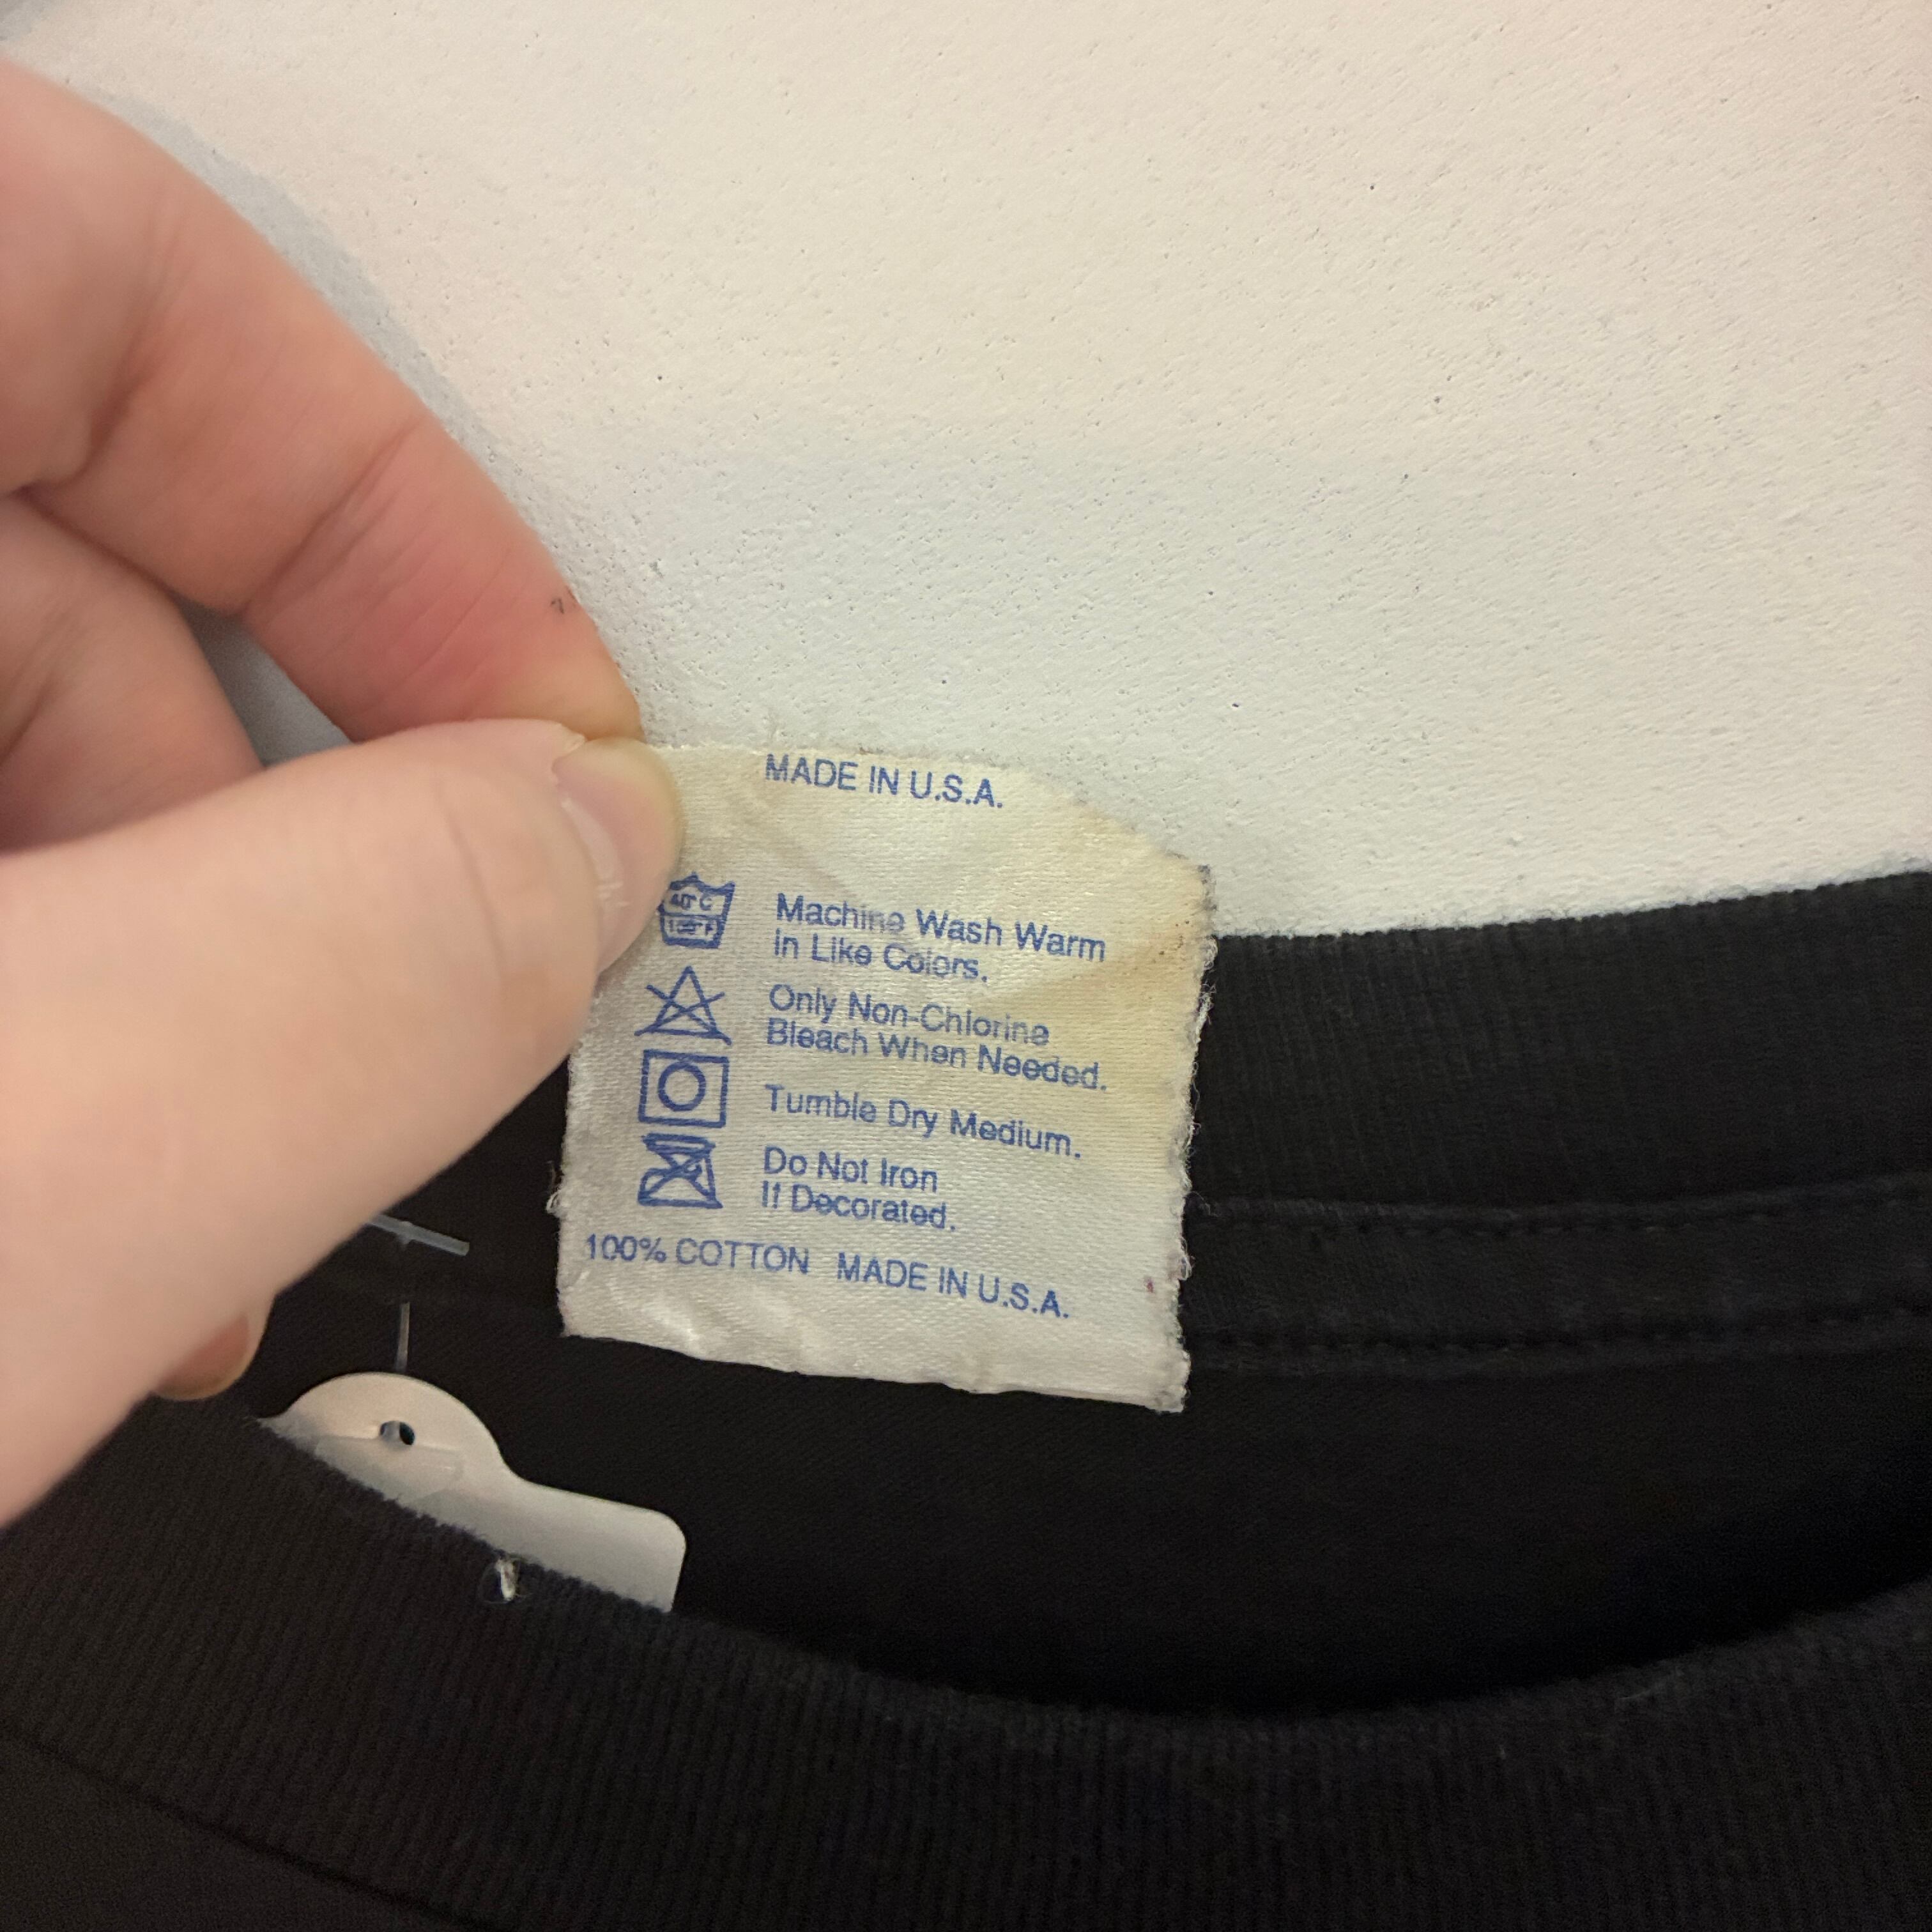 MADE IN U.S.A.
40°C
Machine Wash Warm
in Like Colors.
Only Non-Chlorine
Bleach When Needed.
Tumble Dry Medium.
Do Not Iron
If Decorated.
100% COTTON MADE IN U.S.A.